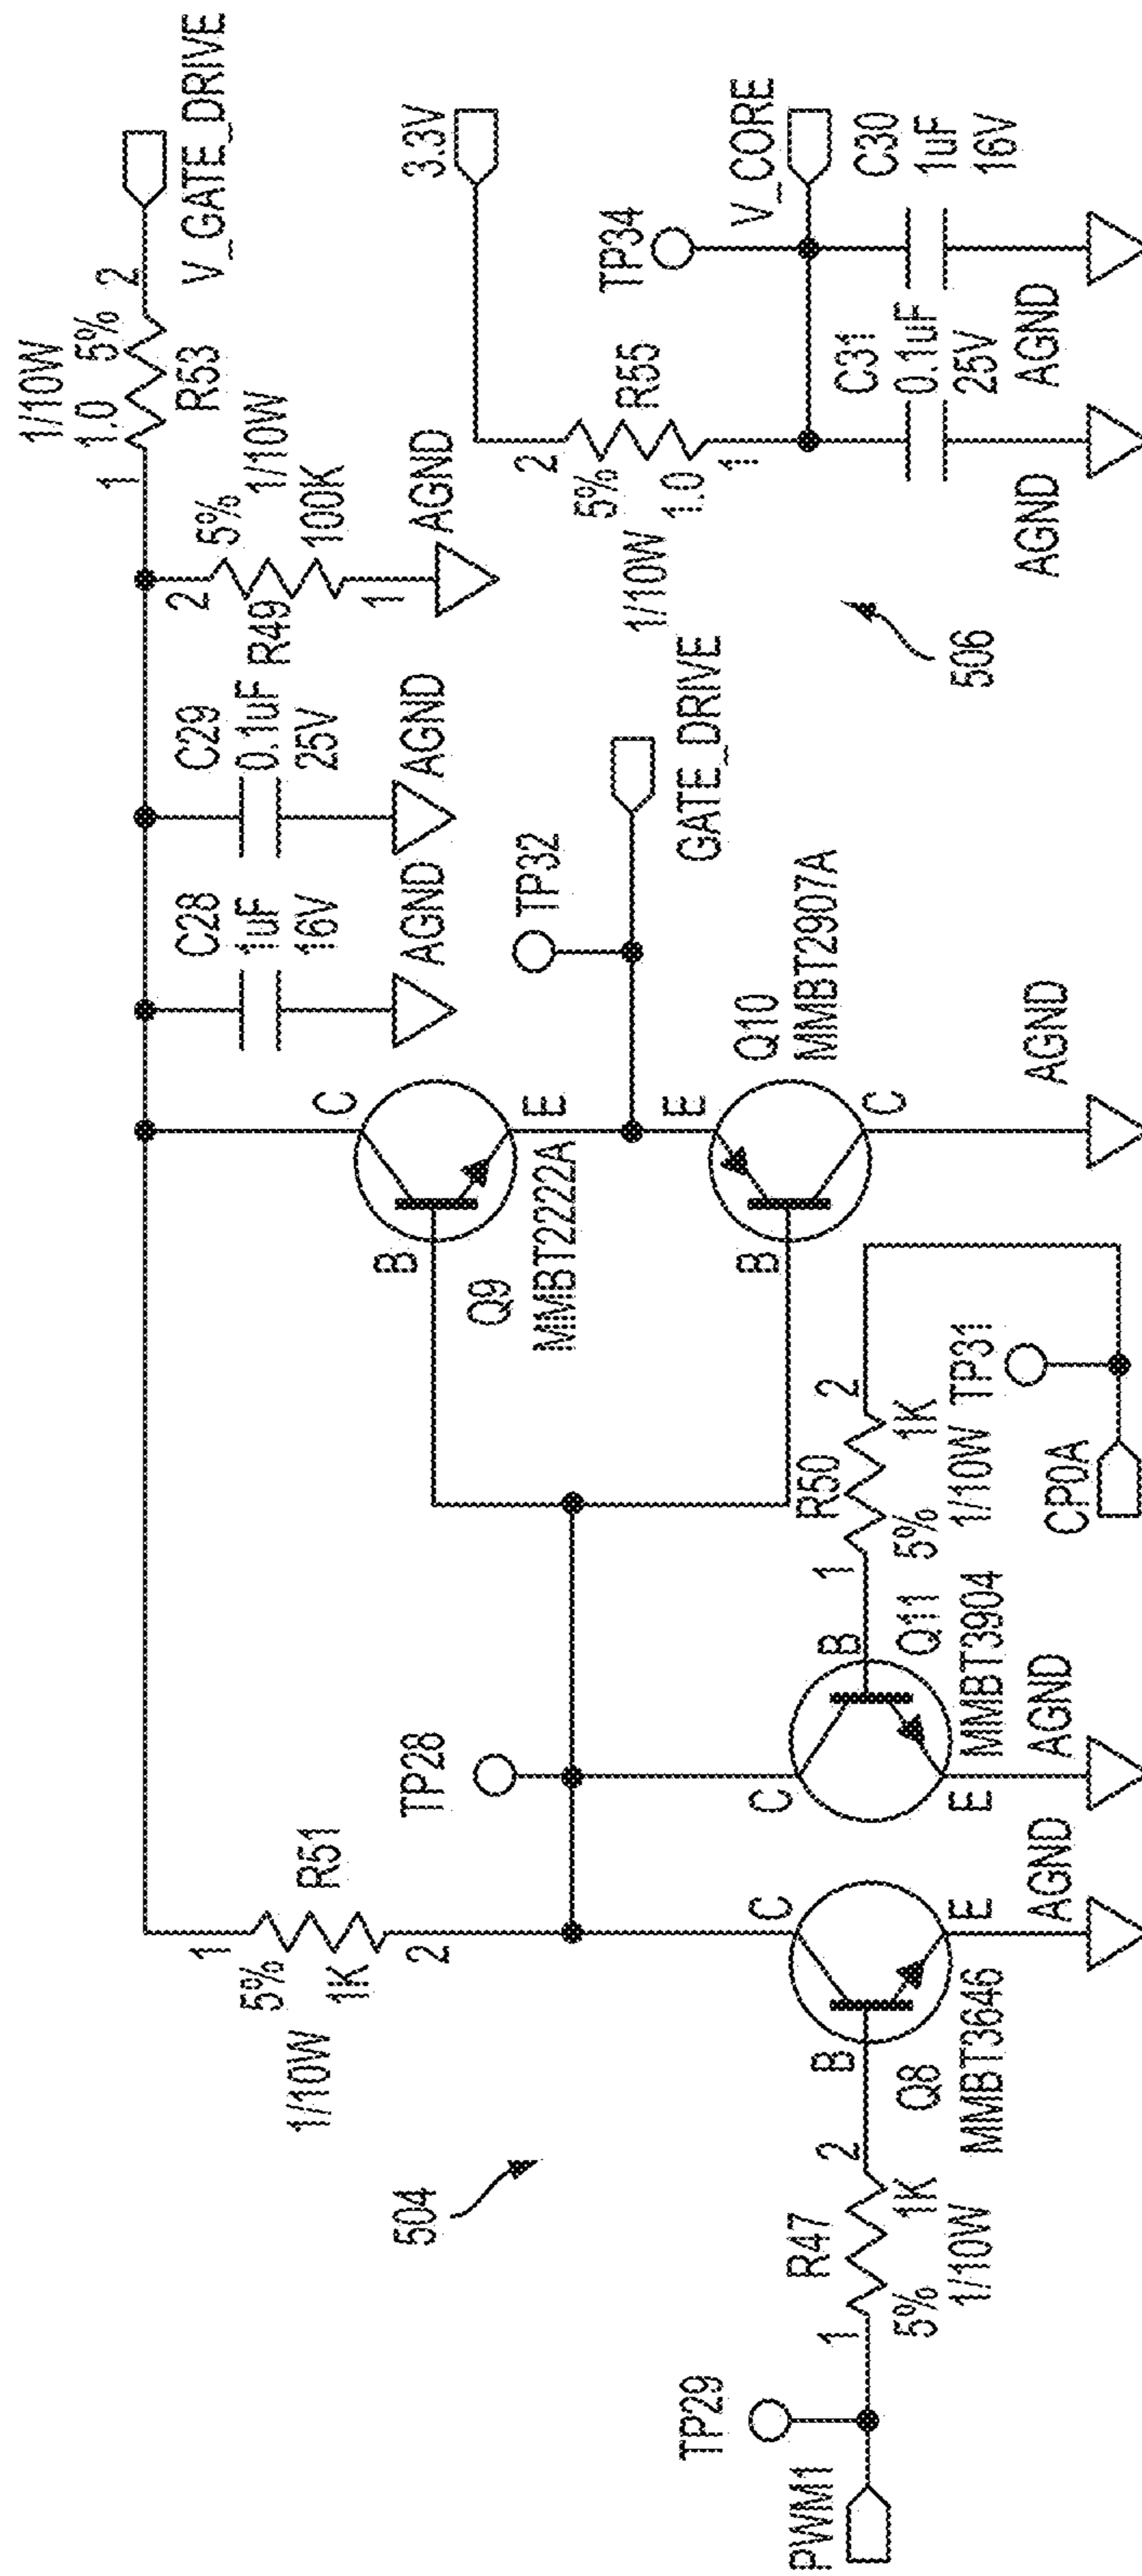 1/10W
1.0 5%
1
2
R53
V_GATE_DRIVE
C28
1uF
16V
AGND
C29
0.1uF
25V
AGND
2
5%
1/10W
R49
100K
1
AGND
3.3V
1
5%
R51
1K
1/10W
2
504
TP28
C
B
E
Q9
MMBT2222A
TP32
GATE_DRIVE
2
5%
R55
1/10W
1.0
1
TP34
V_CORE
C31
0.1uF
25V
AGND
C30
1uF
16V
AGND
506
E
B
Q10
MMBT2907A
C
AGND
TP29
PWM1
1
R47
2
5% 1K
1/10W
C
B
Q8
MMBT3646
E
AGND
C
B
Q11
MMBT3904
E
AGND
1
R50
2
5% 1K
1/10W
TP31
CP0A